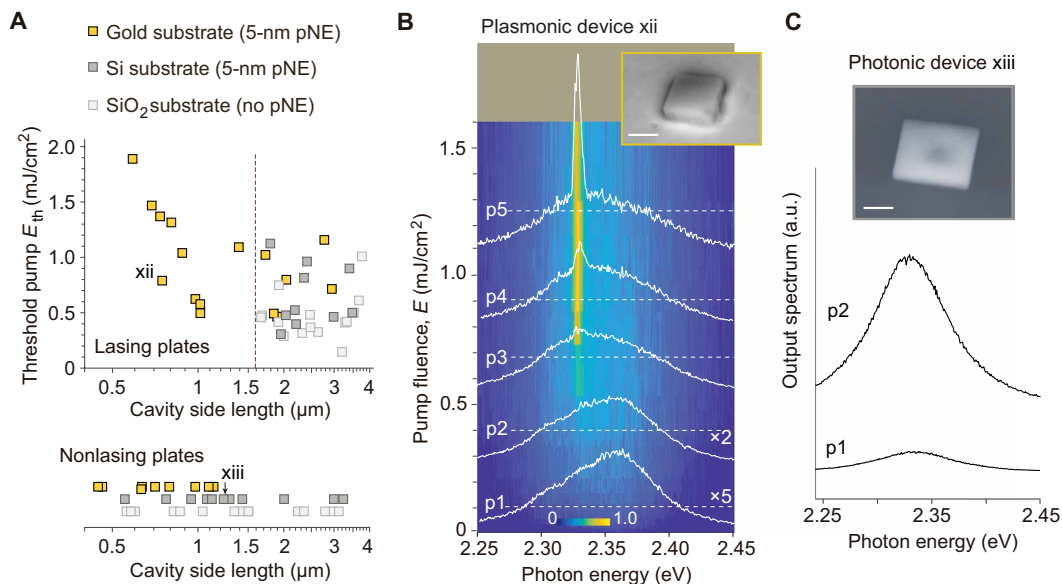 A
Gold substrate (5-nm pNE)
Si substrate (5-nm pNE)
SiO2 substrate (no pNE)
Threshold pump Eth (mJ/cm2)
2.0
1.5
1.0
0.5
0
xii
Lasing plates
0.5 1 1.5 2 3 4
Cavity side length (μm)
Nonlasing plates
xiii
0.5 1 1.5 2 3 4
Cavity side length (μm)
B
Plasmonic device xii
Pump fluence, E (mJ/cm2)
1.5
1.0
0.5
0
p5
p4
p3
p2
×2
p1
×5
0 1.0
2.25 2.30 2.35 2.40 2.45
Photon energy (eV)
C
Photonic device xiii
Output spectrum (a.u.)
p2
p1
2.25 2.35 2.45
Photon energy (eV)